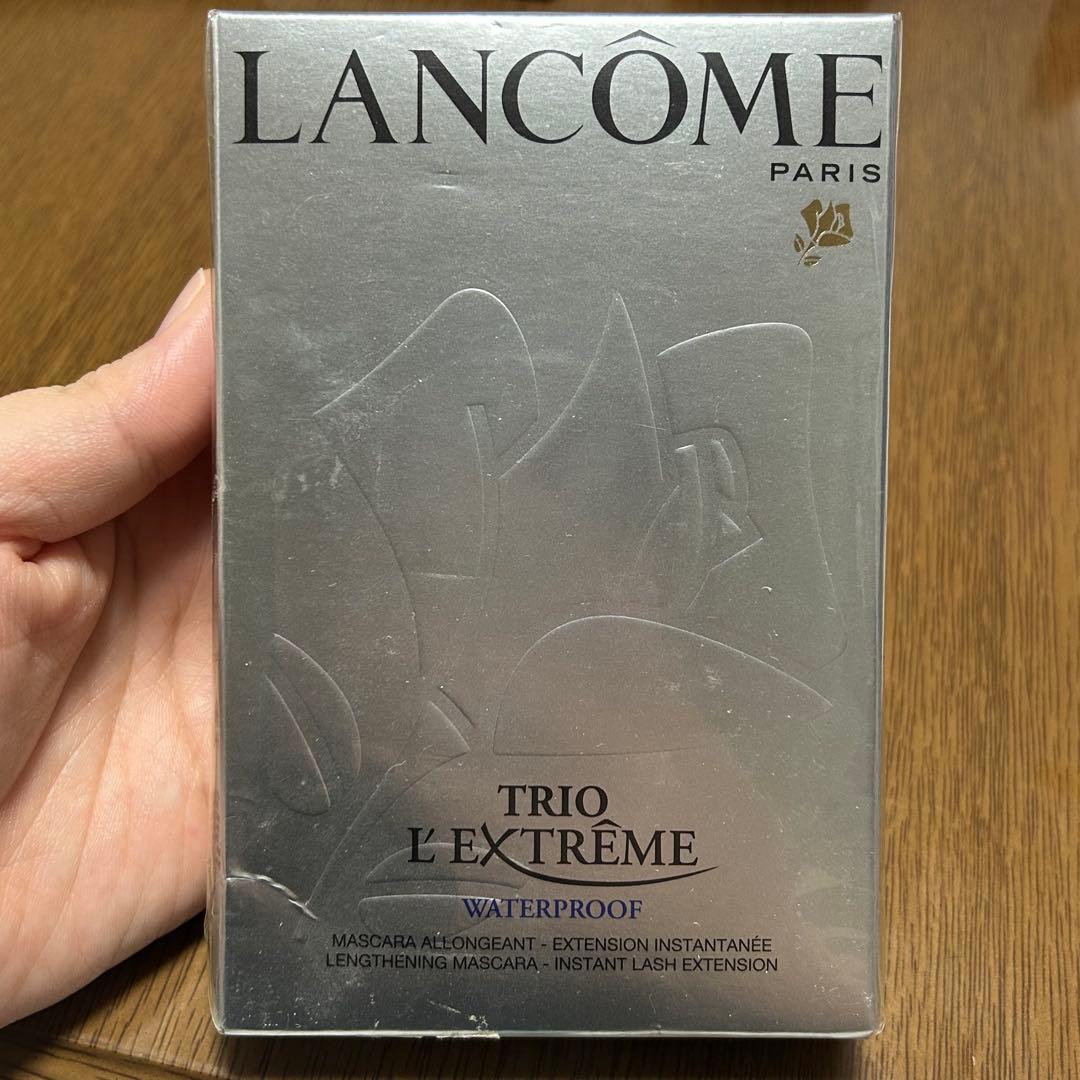 LANCÔME
PARIS
TRIO
L'EXTRÊME
WATERPROOF
MASCARA ALLONGEANT - EXTENSION INSTANTANÉE
LENGTHENING MASCARA - INSTANT LASH EXTENSION